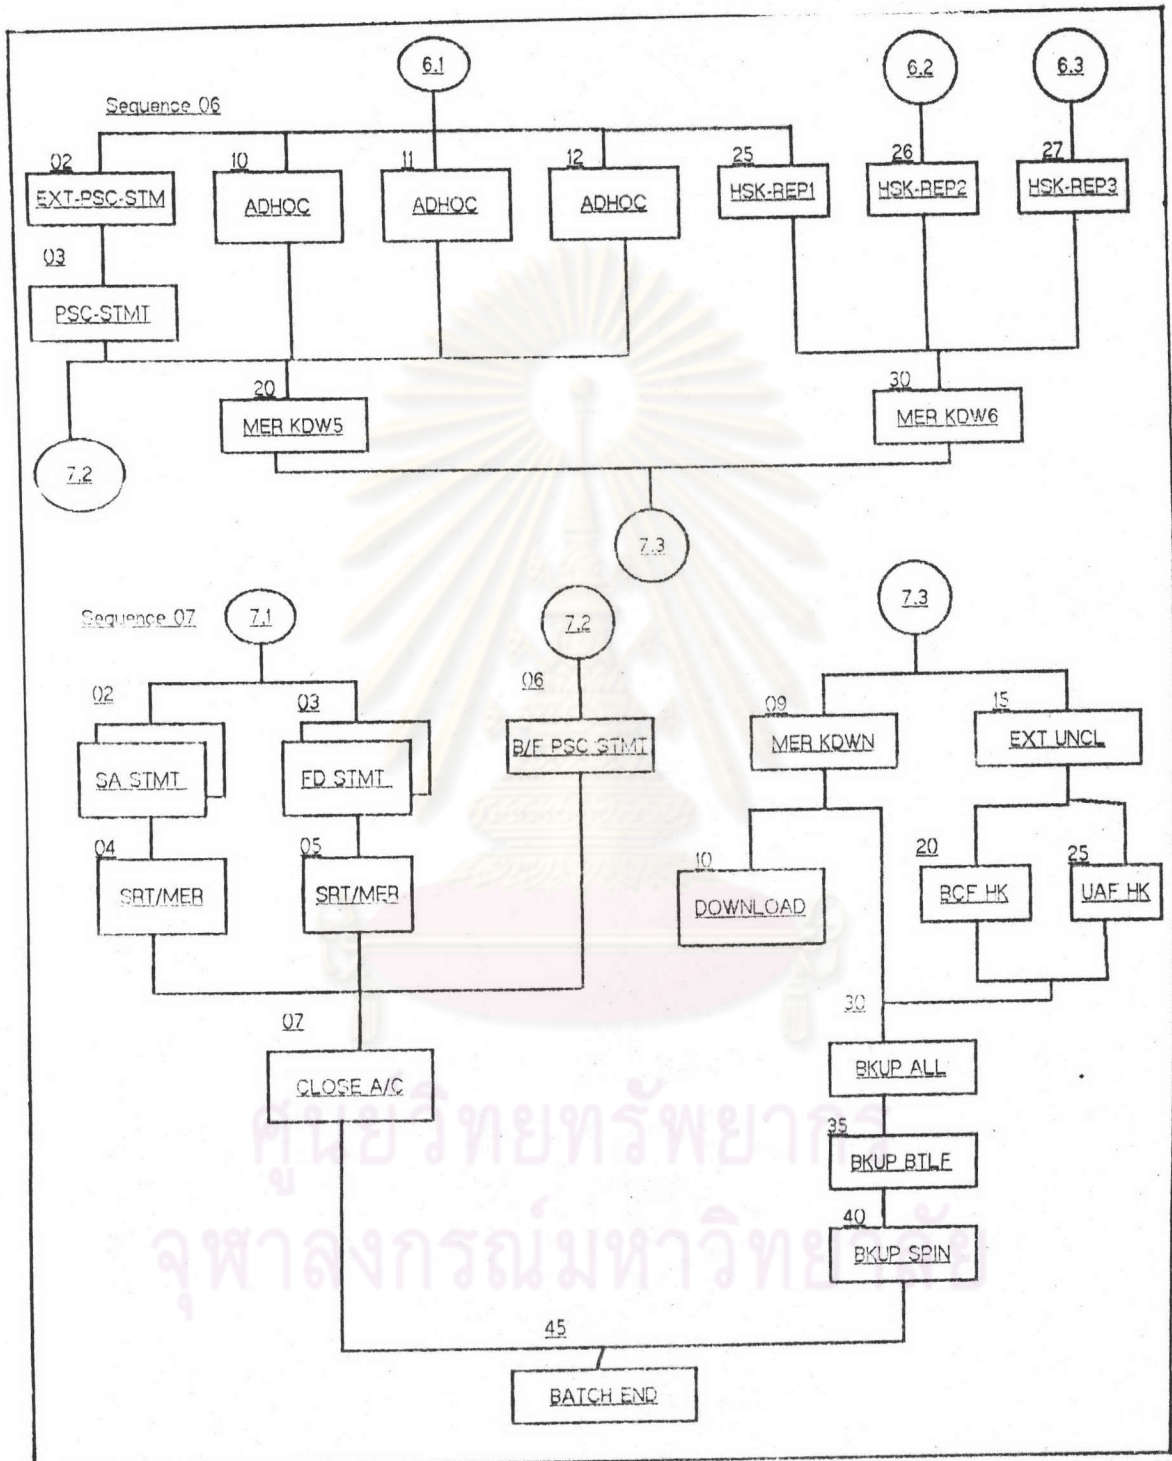 6.1
6.2
6.3
Sequence 06
02
10
11
12
25
26
27
EXT-PSC-STM
ADHOC
ADHOC
ADHOC
HSK-REP1
HSK-REP2
HSK-REP3
03
PSC-STMT
20
30
MER KDW5
MER KDW6
7.2
7.3
Sequence 07
7.1
7.2
7.3
02
03
06
09
15
SA STMT
FD STMT
B/F PSC STMT
MER KDWN
EXT UNCL
04
05
10
20
25
SRT/MER
SRT/MER
DOWNLOAD
BCF HK
UAF HK
07
30
CLOSE A/C
BKUP ALL
35
BKUP BTLF
40
BKUP SPIN
45
BATCH END
ศูนย์วิทยทรัพยากร
จุฬาลงกรณ์มหาวิทยาลัย